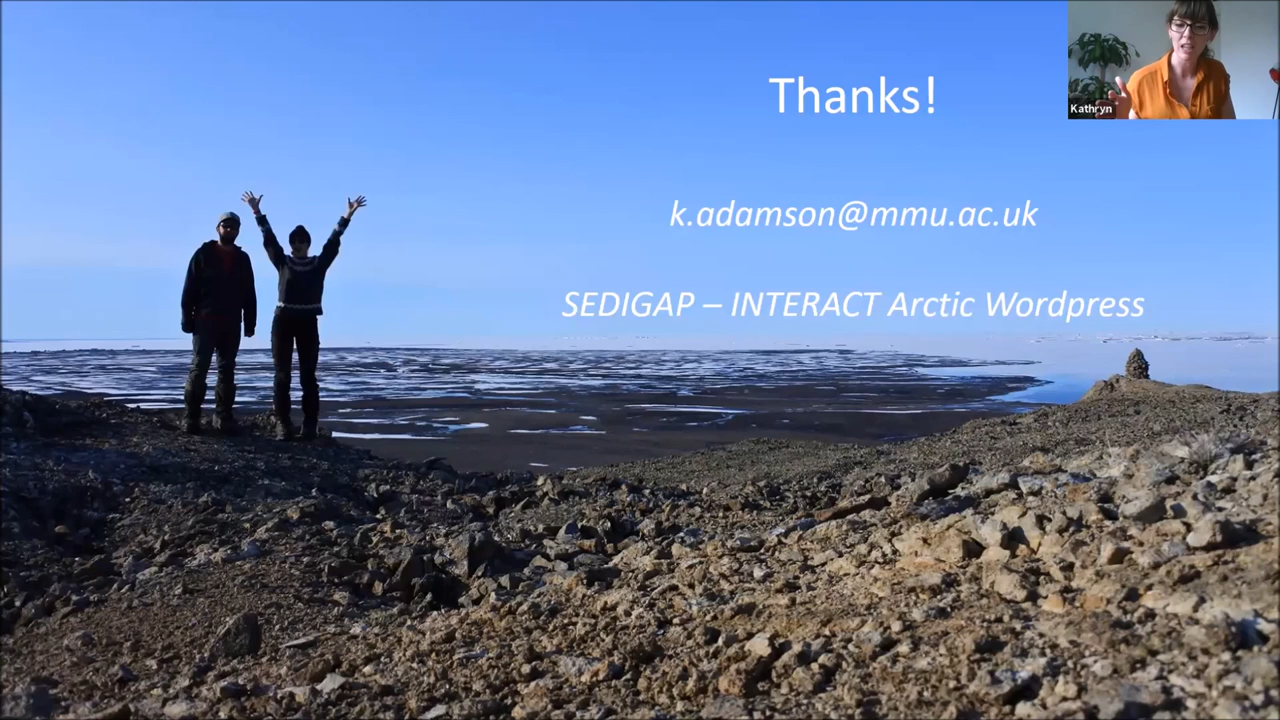 Thanks!
Kathryn
k.adamson@mmu.ac.uk
SEDIGAP – INTERACT Arctic Wordpress